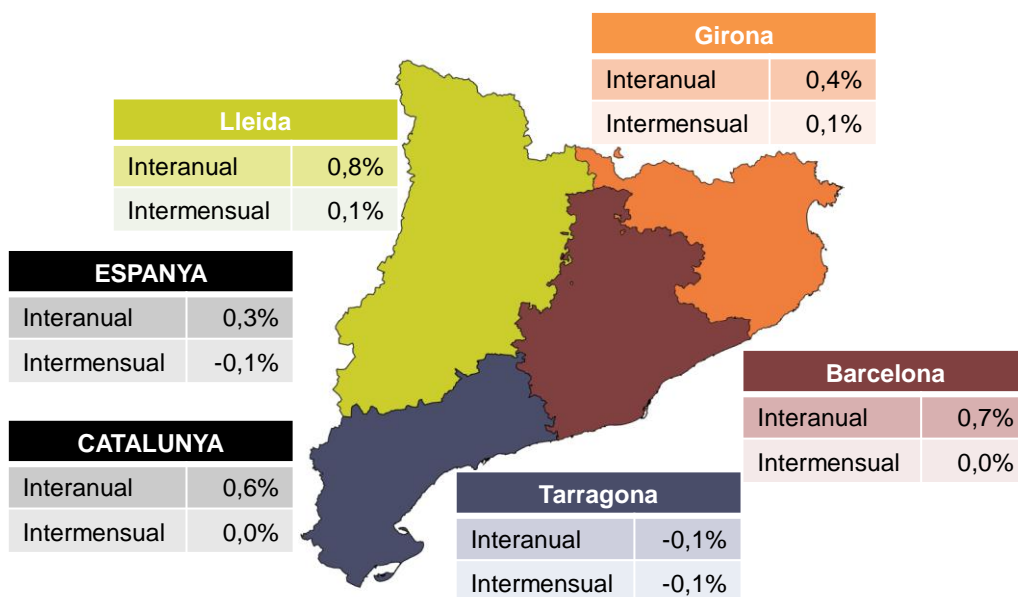 Girona
Interanual 0,4%
Intermensual 0,1%
Lleida
Interanual 0,8%
Intermensual 0,1%
ESPANYA
Interanual 0,3%
Intermensual -0,1%
Barcelona
Interanual 0,7%
Intermensual 0,0%
CATALUNYA
Interanual 0,6%
Intermensual 0,0%
Tarragona
Interanual -0,1%
Intermensual -0,1%